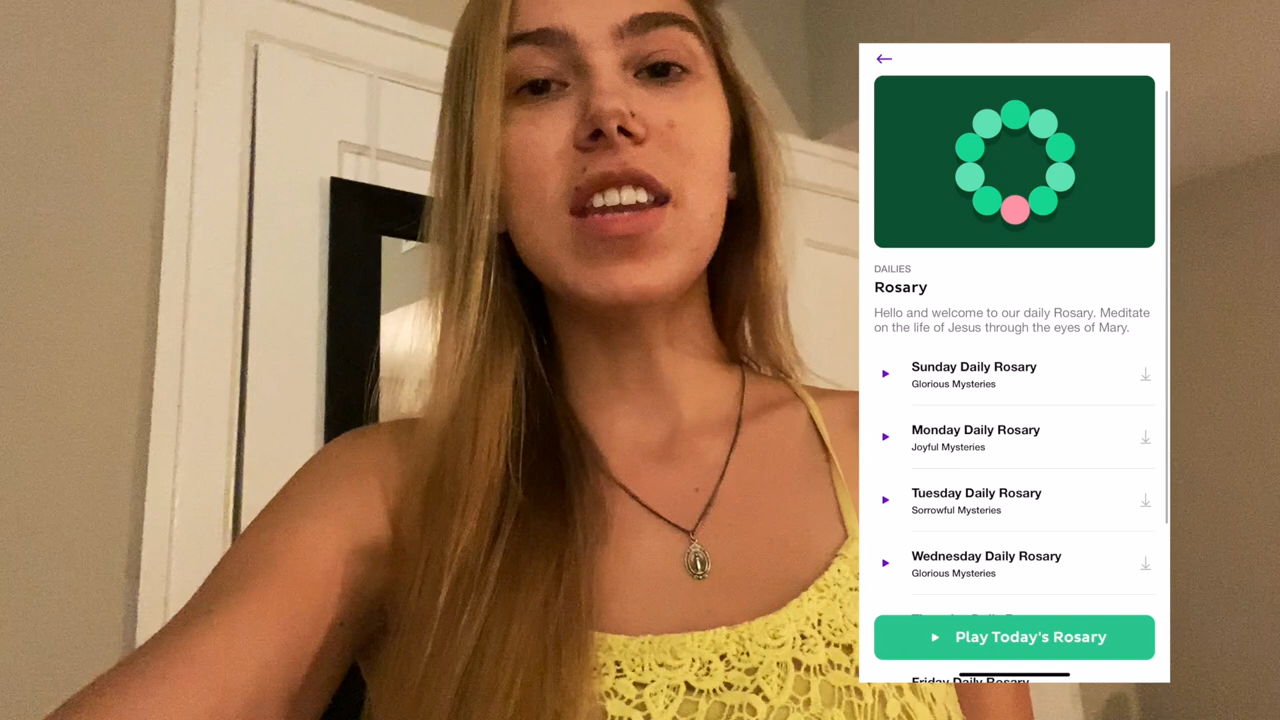 DAILIES
Rosary
Hello and welcome to our daily Rosary. Meditate
on the life of Jesus through the eyes of Mary.
Sunday Daily Rosary
Glorious Mysteries
Monday Daily Rosary
Joyful Mysteries
Tuesday Daily Rosary
Sorrowful Mysteries
Wednesday Daily Rosary
Glorious Mysteries
Play Today's Rosary
Friday Daily Rosary